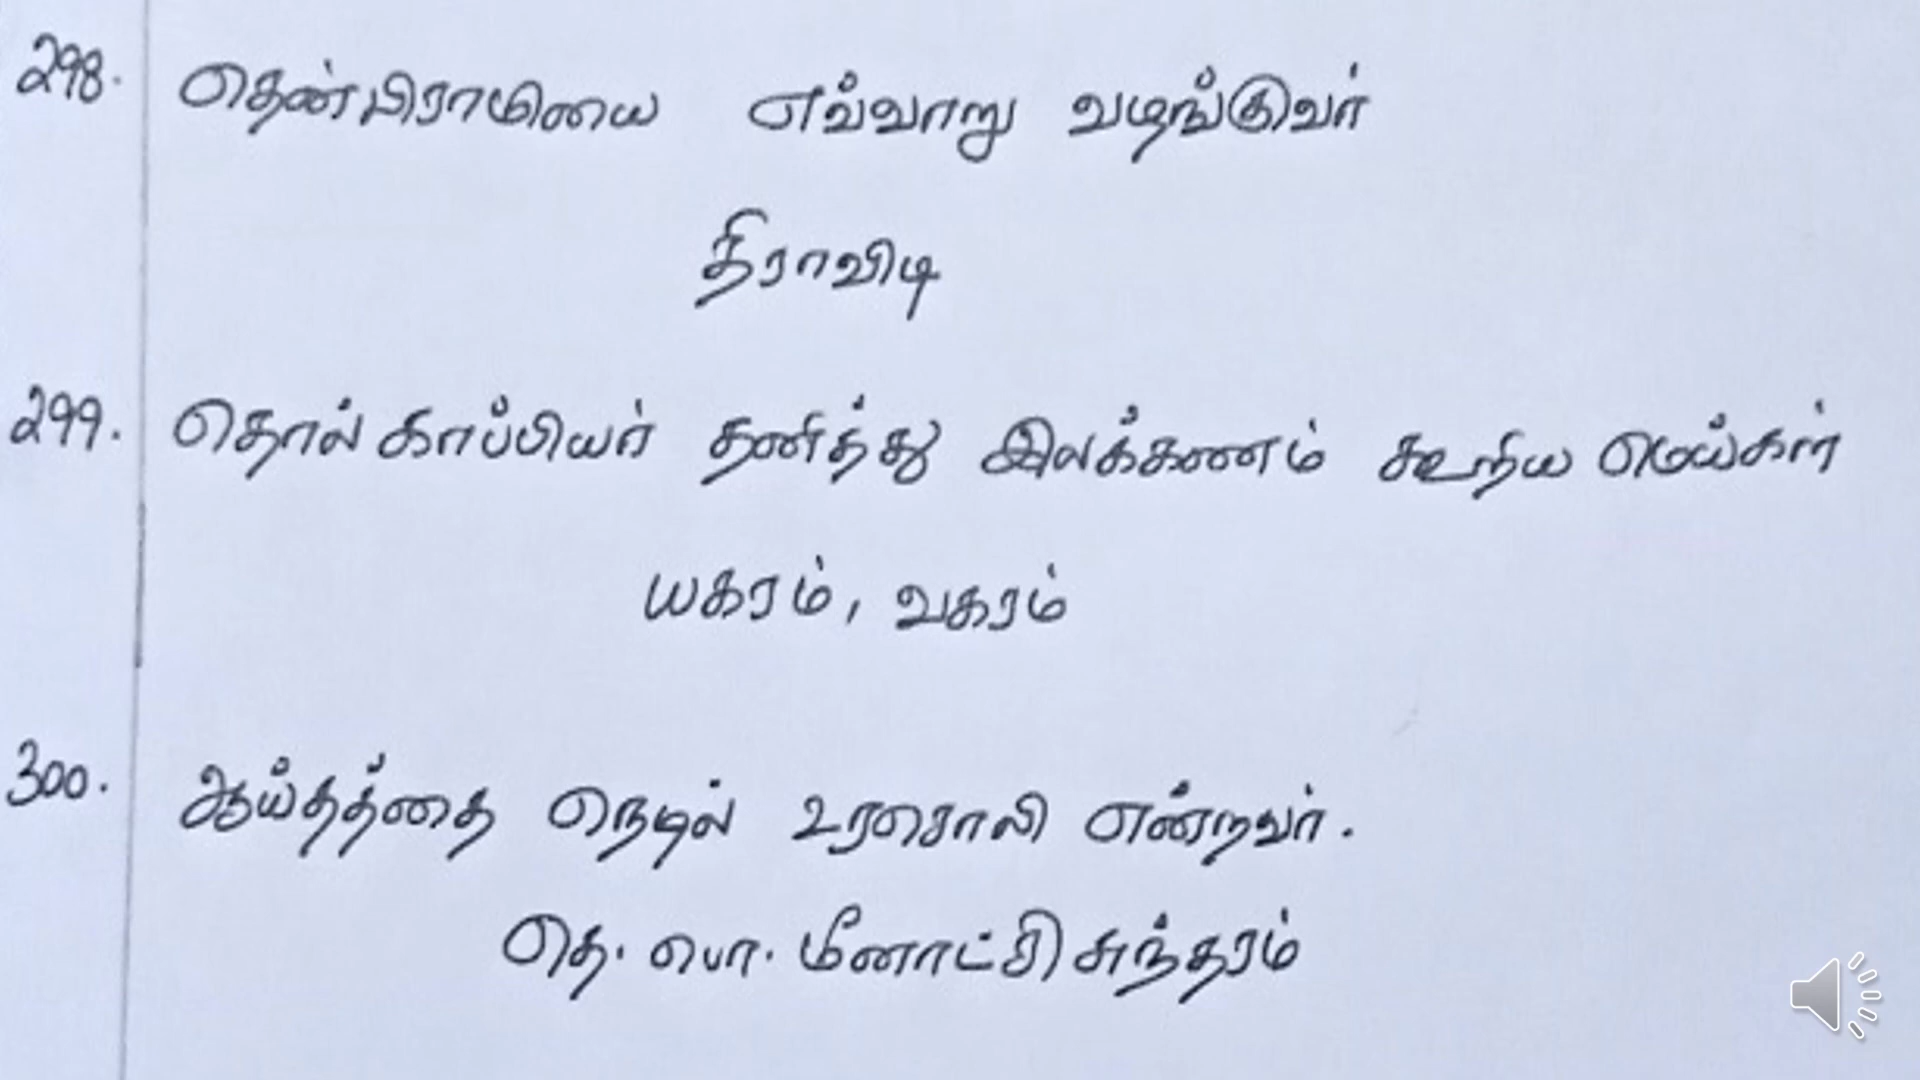 298. தென்பிராமியை எவ்வாறு வழங்குவர்
திராவிடி
299. தொல்காப்பியர் தனித்து இலக்கணம் கூறிய மெய்கள்
யகரம், வகரம்
300. ஆய்தத்தை நெடில் உரசொலி என்றவர்.
தெ. பொ. மீனாட்சிசுந்தரம்